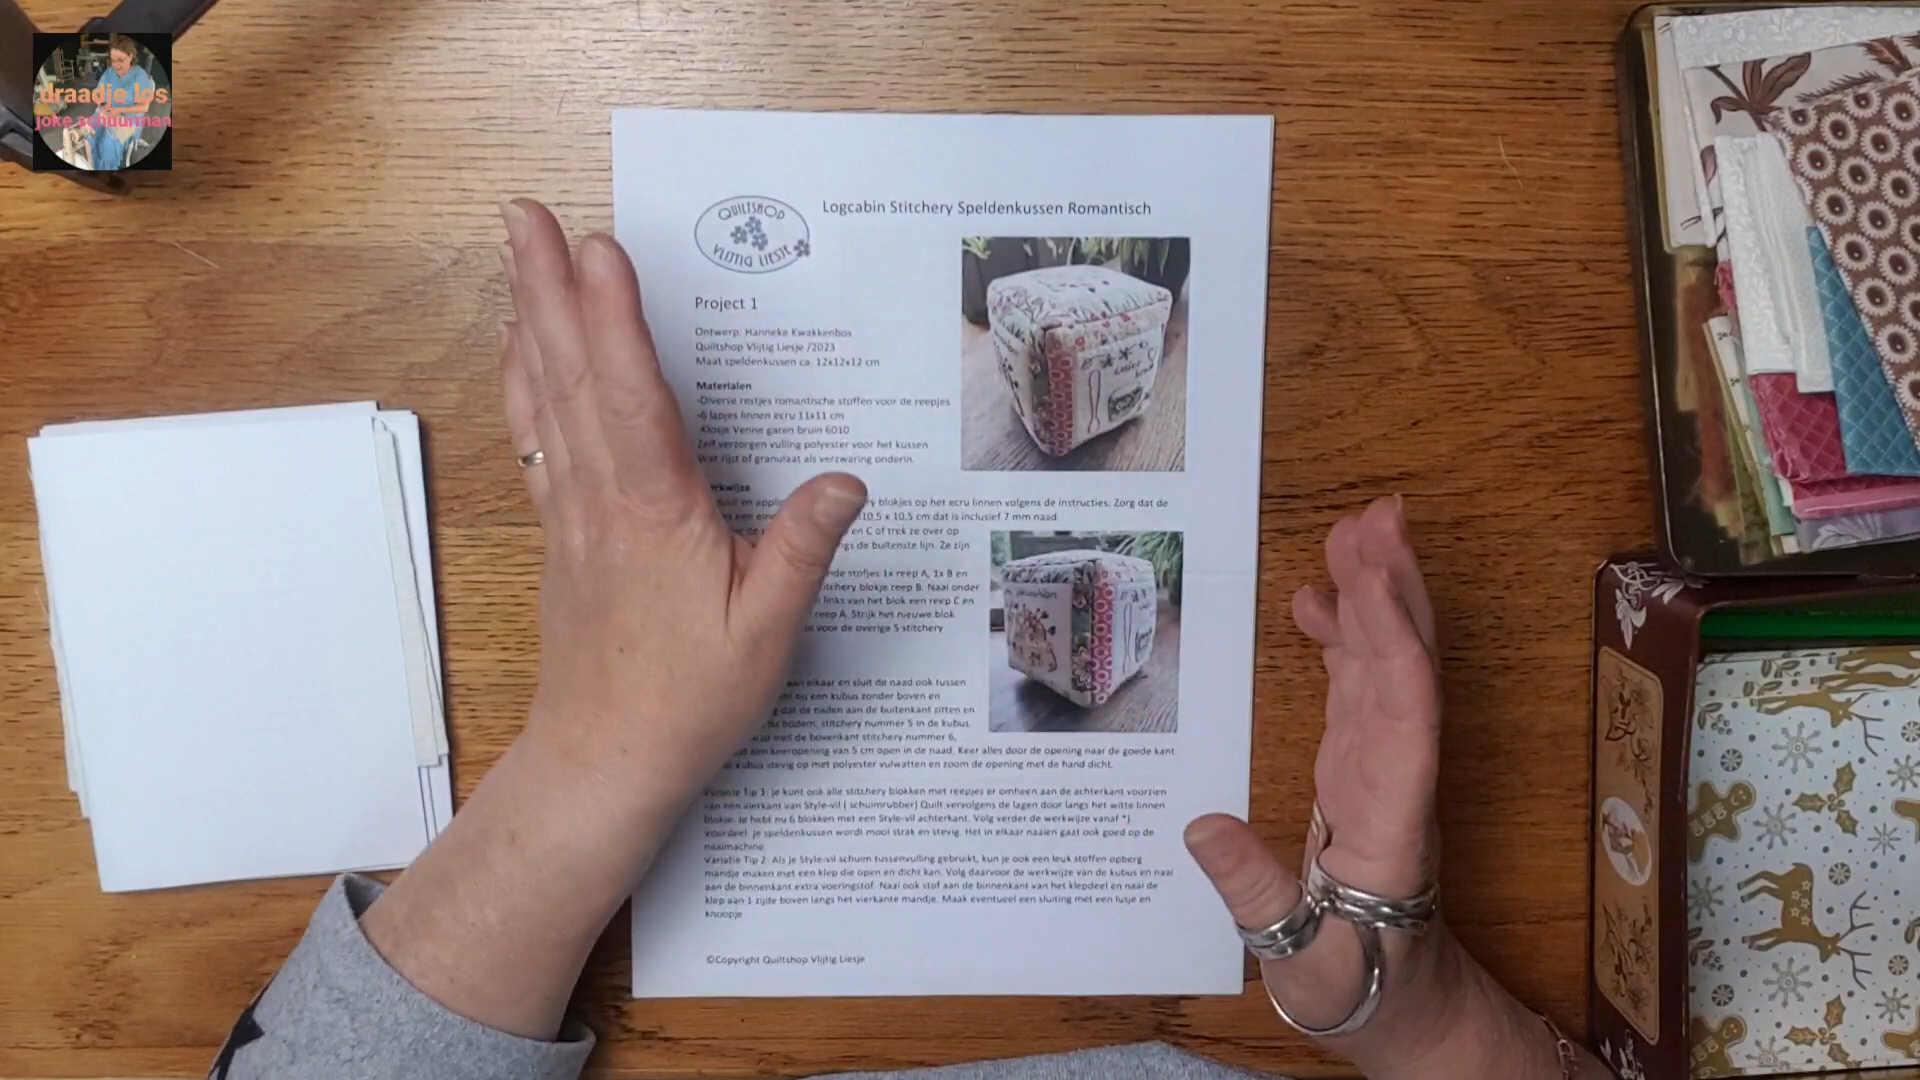 draadje los
joke schuurman
QUILTSHOP
VLIJTIG LIESJE
Logcabin Stitchery Speldenkussen Romantisch
Project 1
Ontwerp: Hanneke Kwakkenbos
Quiltshop Vlijtig Liesje /2023
Maat speldenkussen ca. 12x12x12 cm
Materialen
-Diverse restjes romantische stoffen voor de reepjes
-6 lapjes linnen ecru 11x11 cm
-Klosje Venne garen bruin 6010
Zelf verzorgen vulling polyester voor het kussen
Wat rijst of granulaat als verzwaring onderin.
blokjes op het ecru linnen volgens de instructies. Zorg dat de
10,5 x 10,5 cm dat is inclusief 7 mm naad.
en C of trek ze over op
de buitenste lijn. Ze zijn
stofjes 1x reep A, 1x B en
stitchery blokje reep B. Naai onder
links van het blok een reep C en
reep A. Strijk het nieuwe blok
voor de overige 5 stitchery
aan elkaar en sluit de naad ook tussen
nu een kubus zonder boven en
dat de naden aan de buitenkant zitten en
bodem, stitchery nummer 5 in de kubus.
met de bovenkant stitchery nummer 6,
een keeropening van 5 cm open in de naad. Keer alles door de opening naar de goede kant
kubus stevig op met polyester vulwatten en zoom de opening met de hand dicht.
Variatie Tip 1: je kunt ook alle stitchery blokken met reepjes er omheen aan de achterkant voorzien
van een vierkant van Style-vil ( schuimrubber) Quilt vervolgens de lagen door langs het witte linnen
blokje. Je hebt nu 6 blokken met een Style-vil achterkant. Volg verder de werkwijze vanaf *)
Voordeel: je speldenkussen wordt mooi strak en stevig. Het in elkaar naaien gaat ook goed op de
naaimachine.
Variatie Tip 2: Als je Style-vil schuim tussenvulling gebruikt, kun je ook een leuk stoffen opberg
mandje maken met een klep die open en dicht kan. Volg daarvoor de werkwijze van de kubus en naai
aan de binnenkant extra voeringstof. Naai ook stof aan de binnenkant van het klepdeel en naai de
klep aan 1 zijde boven langs het vierkante mandje. Maak eventueel een sluiting met een lusje en
knoopje
©Copyright Quiltshop Vlijtig Liesje